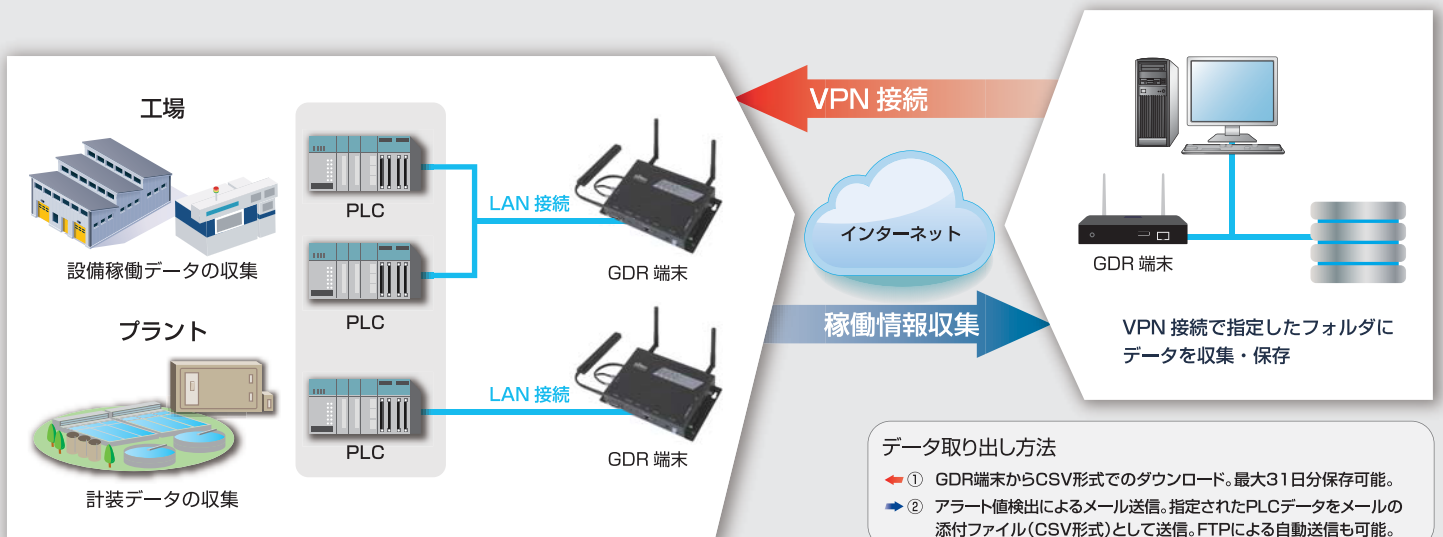 工場
設備稼働データの収集
プラント
計装データの収集
PLC
PLC
PLC
LAN 接続
LAN 接続
GDR 端末
GDR 端末
VPN 接続
インターネット
稼働情報収集
GDR 端末
VPN 接続で指定したフォルダに
データを収集・保存
データ取り出し方法
① GDR端末からCSV形式でのダウンロード。最大31日分保存可能。
② アラート値検出によるメール送信。指定されたPLCデータをメールの
添付ファイル(CSV形式)として送信。FTPによる自動送信も可能。